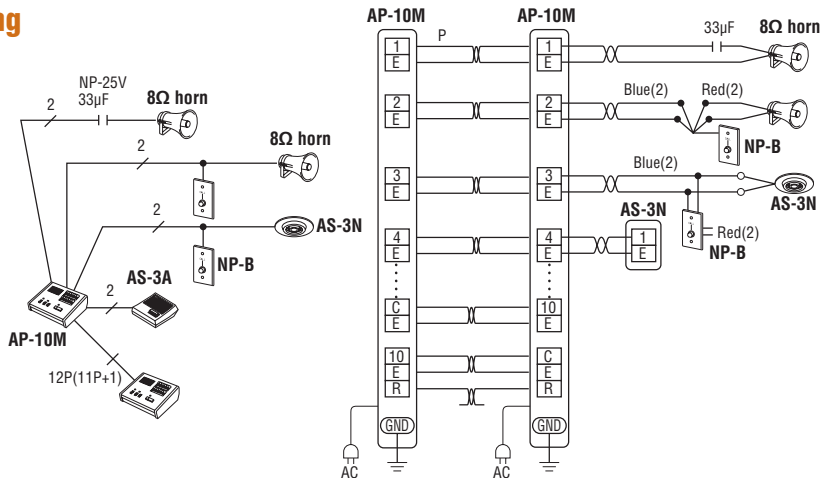 ng
NP-25V
33µF
8Ω horn
2
8Ω horn
2
2
AS-3N
NP-B
AS-3A
2
AP-10M
12P(11P+1)
AP-10M
AP-10M
P
33µF
8Ω horn
1
E
1
E
2
E
2
E
Blue(2)
Red(2)
NP-B
3
E
3
E
Blue(2)
AS-3N
Red(2)
NP-B
4
E
4
E
AS-3N
1
E
C
E
10
E
10
E
R
C
E
R
GND
GND
AC
AC